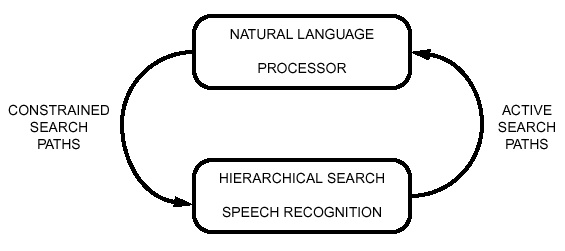 NATURAL LANGUAGE
PROCESSOR
CONSTRAINED
SEARCH
PATHS
ACTIVE
SEARCH
PATHS
HIERARCHICAL SEARCH
SPEECH RECOGNITION